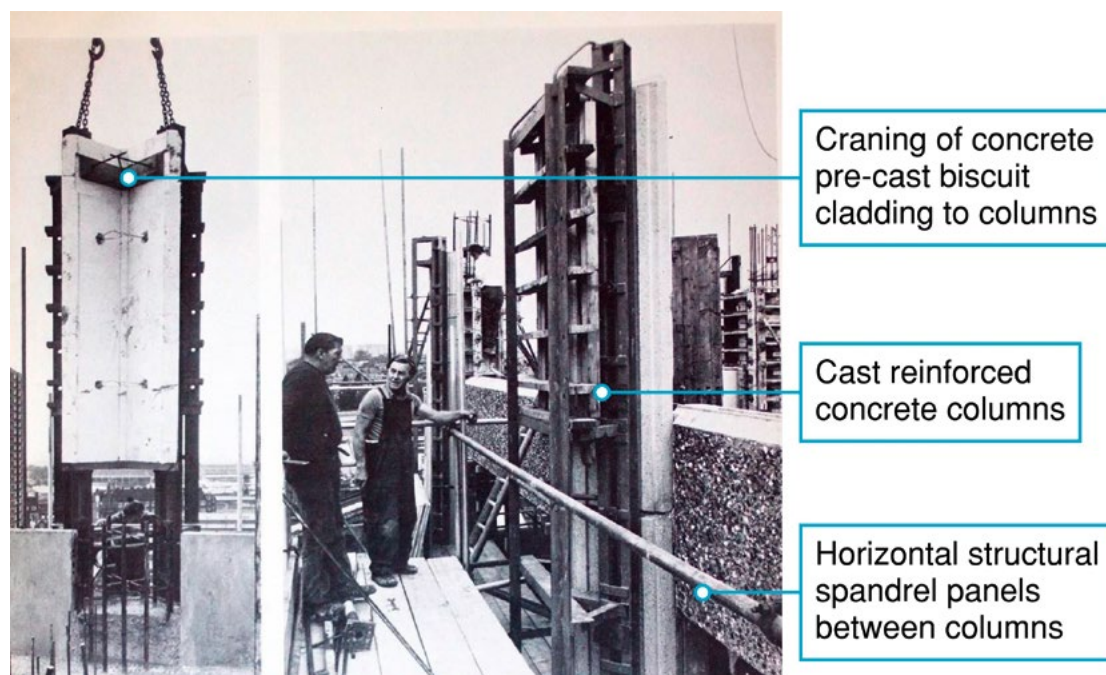 Craning of concrete
pre-cast biscuit
cladding to columns
Cast reinforced
concrete columns
Horizontal structural
spandrel panels
between columns